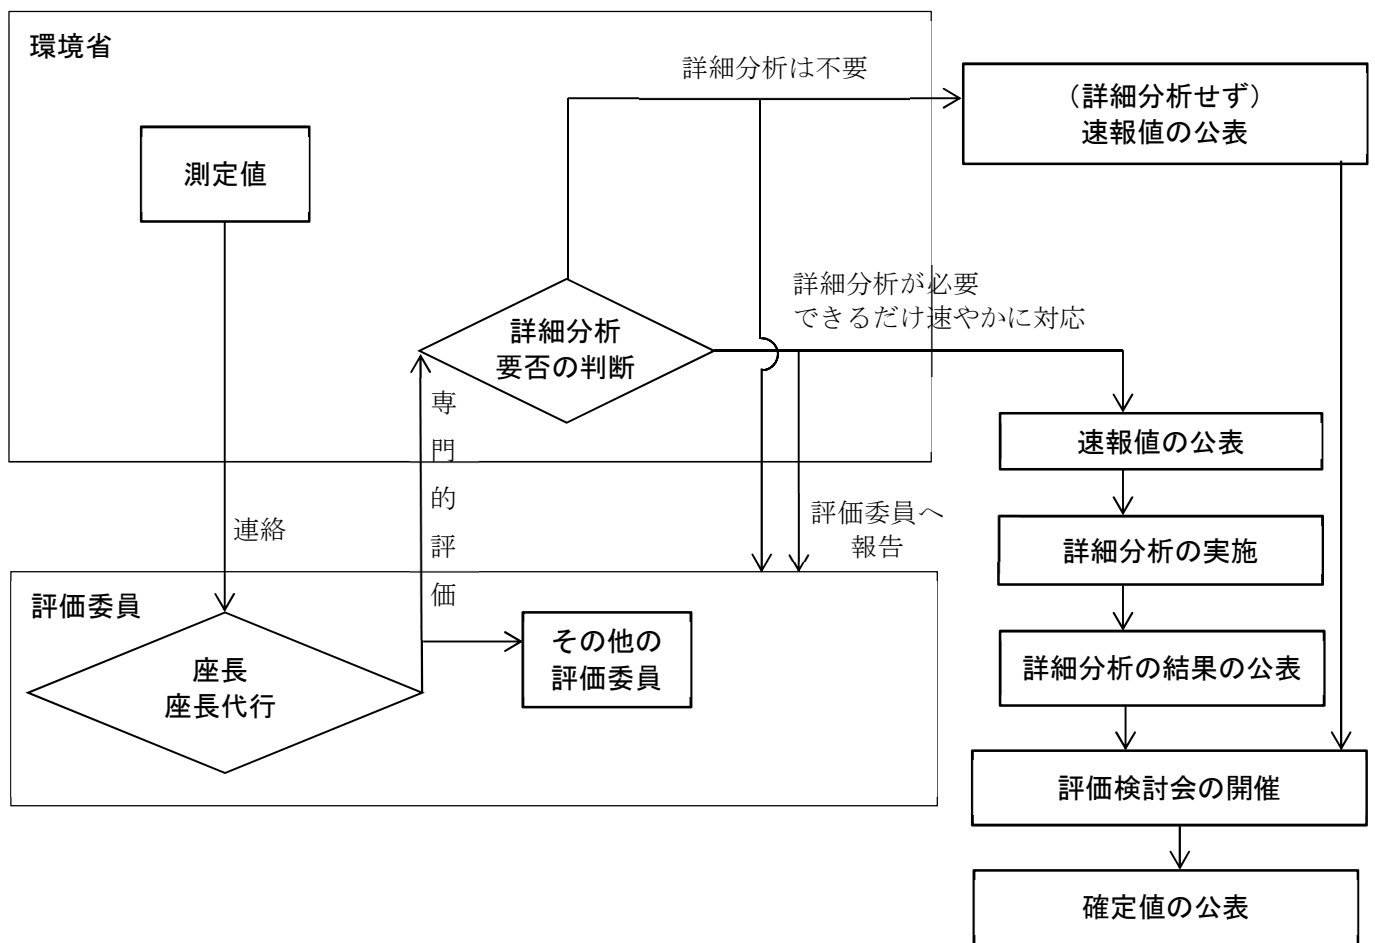 環境省
詳細分析は不要
（詳細分析せず）
速報値の公表
測定値
詳細分析が必要
できるだけ速やかに対応
詳細分析
要否の判断
専門的評価
速報値の公表
連絡
評価委員へ
報告
詳細分析の実施
評価委員
その他の
評価委員
座長
座長代行
詳細分析の結果の公表
評価検討会の開催
確定値の公表